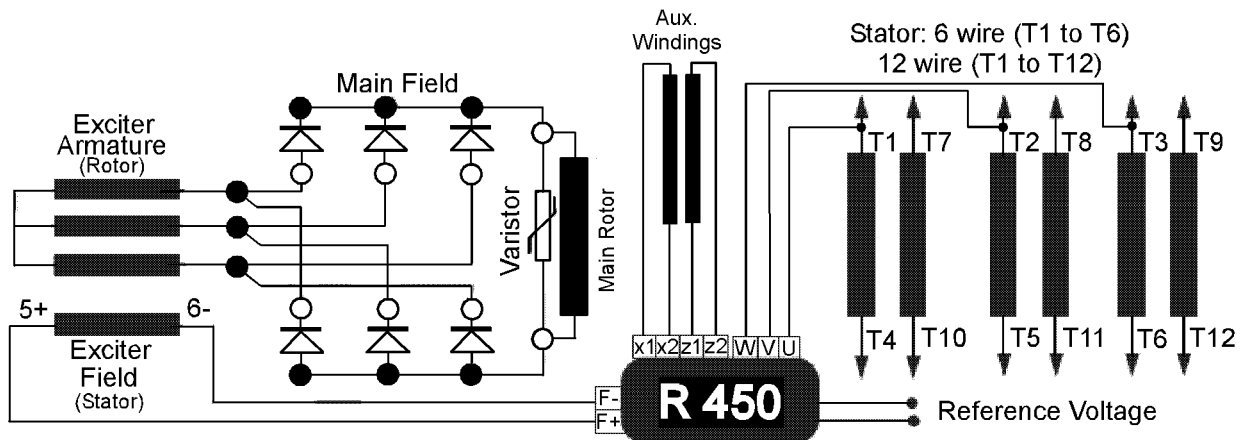 Aux.
Windings
Stator: 6 wire (T1 to T6)
12 wire (T1 to T12)
Main Field
Exciter
Armature
(Rotor)
T1
T7
T2
T8
T3
T9
Varistor
Main Rotor
5+
6-
Exciter
Field
(Stator)
x1
x2
z1
z2
W
V
U
T4
T10
T5
T11
T6
T12
F-
F+
R 450
Reference Voltage